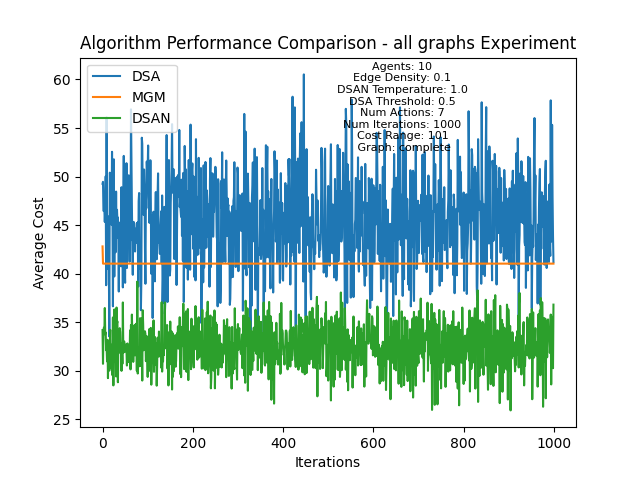 Algorithm Performance Comparison - all graphs Experiment
DSA
MGM
DSAN
Agents: 10
Edge Density: 0.1
DSAN Temperature: 1.0
DSA Threshold: 0.5
Num Actions: 7
Num Iterations: 1000
Cost Range: 101
Graph: complete
Average Cost
60
55
50
45
40
35
30
25
0
200
400
600
800
1000
Iterations